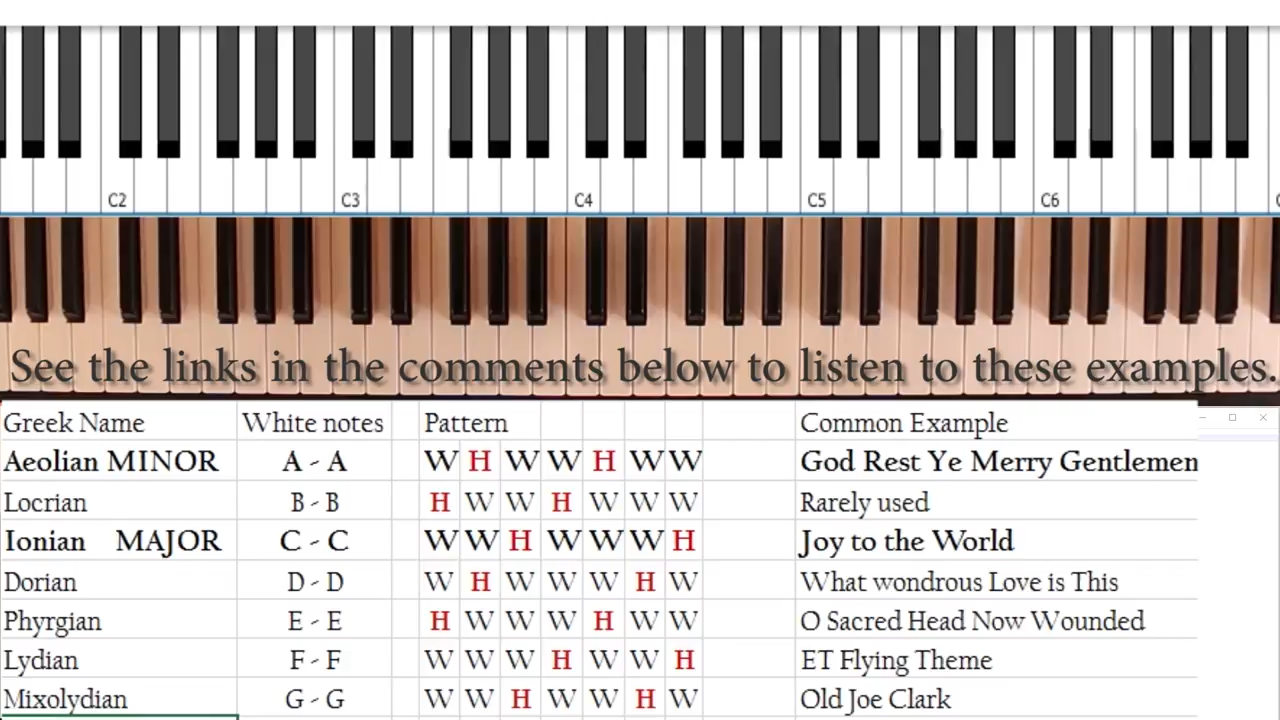 C2 C3 C4 C5 C6
See the links in the comments below to listen to these examples.
Greek Name White notes Pattern Common Example
Aeolian MINOR A - A W H W W H W W God Rest Ye Merry Gentlemen
Locrian B - B H W W H W W W Rarely used
Ionian MAJOR C - C W W H W W W H Joy to the World
Dorian D - D W H W W W H W What wondrous Love is This
Phyrgian E - E H W W W H W W O Sacred Head Now Wounded
Lydian F - F W W W H W W H ET Flying Theme
Mixolydian G - G W W H W W H W Old Joe Clark